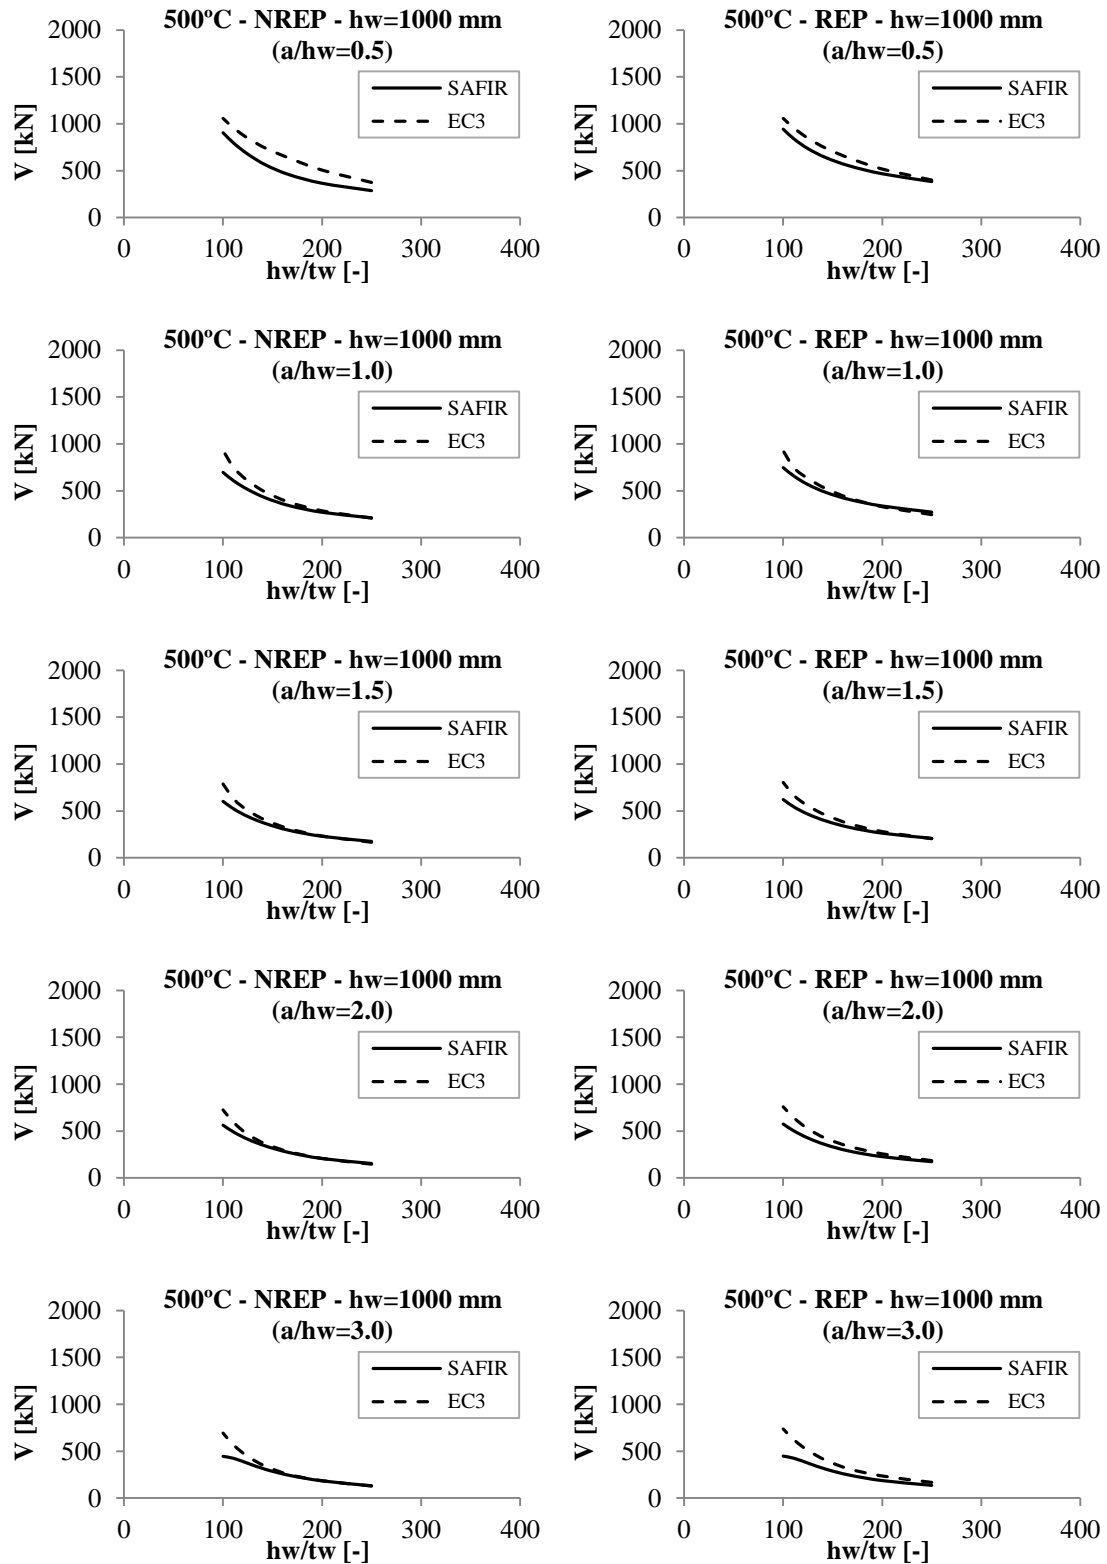 500ºC - NREP - hw=1000 mm
(a/hw=0.5)
2000
1500
1000
500
0
V [kN]
SAFIR
EC3
0 100 200 300 400
hw/tw [-]
500ºC - REP - hw=1000 mm
(a/hw=0.5)
2000
1500
1000
500
0
V [kN]
SAFIR
EC3
0 100 200 300 400
hw/tw [-]
500ºC - NREP - hw=1000 mm
(a/hw=1.0)
2000
1500
1000
500
0
V [kN]
SAFIR
EC3
0 100 200 300 400
hw/tw [-]
500ºC - REP - hw=1000 mm
(a/hw=1.0)
2000
1500
1000
500
0
V [kN]
SAFIR
EC3
0 100 200 300 400
hw/tw [-]
500ºC - NREP - hw=1000 mm
(a/hw=1.5)
2000
1500
1000
500
0
V [kN]
SAFIR
EC3
0 100 200 300 400
hw/tw [-]
500ºC - REP - hw=1000 mm
(a/hw=1.5)
2000
1500
1000
500
0
V [kN]
SAFIR
EC3
0 100 200 300 400
hw/tw [-]
500ºC - NREP - hw=1000 mm
(a/hw=2.0)
2000
1500
1000
500
0
V [kN]
SAFIR
EC3
0 100 200 300 400
hw/tw [-]
500ºC - REP - hw=1000 mm
(a/hw=2.0)
2000
1500
1000
500
0
V [kN]
SAFIR
EC3
0 100 200 300 400
hw/tw [-]
500ºC - NREP - hw=1000 mm
(a/hw=3.0)
2000
1500
1000
500
0
V [kN]
SAFIR
EC3
0 100 200 300 400
hw/tw [-]
500ºC - REP - hw=1000 mm
(a/hw=3.0)
2000
1500
1000
500
0
V [kN]
SAFIR
EC3
0 100 200 300 400
hw/tw [-]